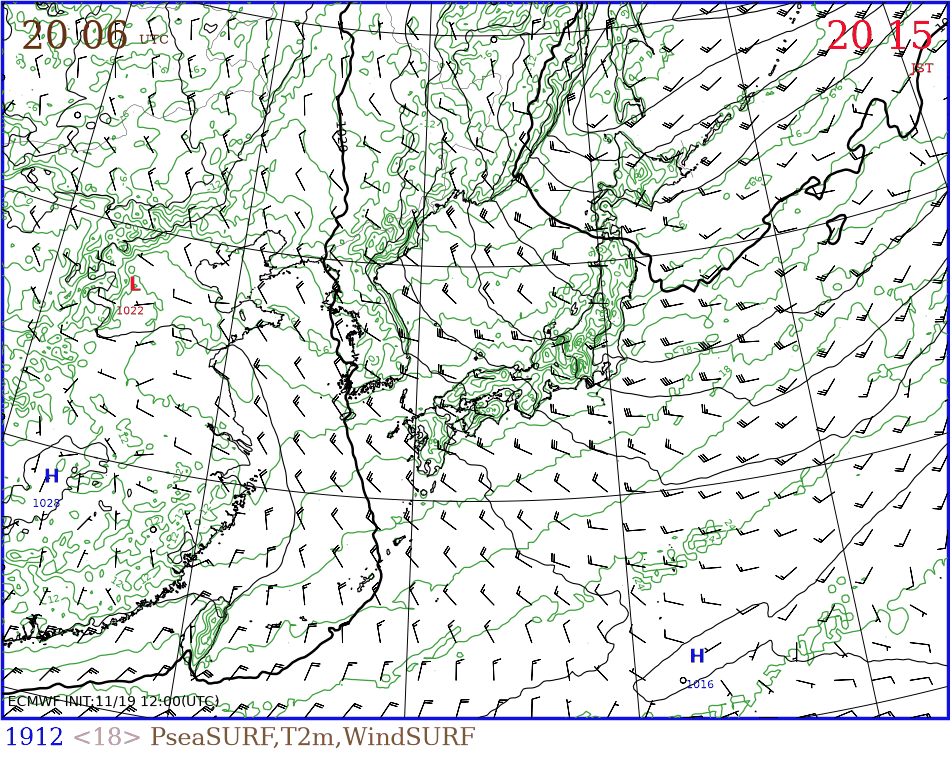 20 06 UTC
20 15
JST
L
1022
H
1028
H
1016
ECMWF INIT:11/19 12:00(UTC)
1912 <18> PseaSURF,T2m,WindSURF